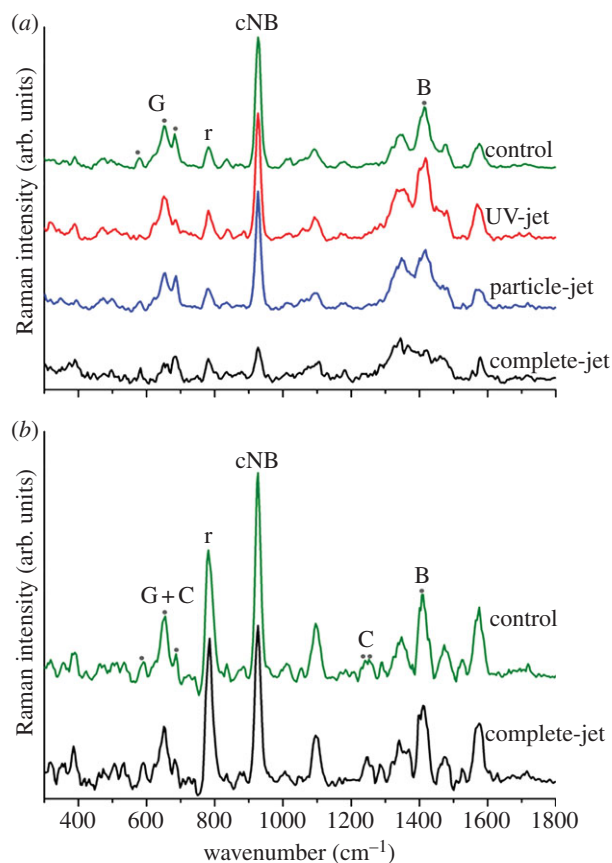 (a)
cNB
G
r
B
control
UV-jet
particle-jet
complete-jet
Raman intensity (arb. units)
(b)
cNB
r
G + C
C
B
control
complete-jet
Raman intensity (arb. units)
400 600 800 1000 1200 1400 1600 1800
wavenumber (cm⁻¹)